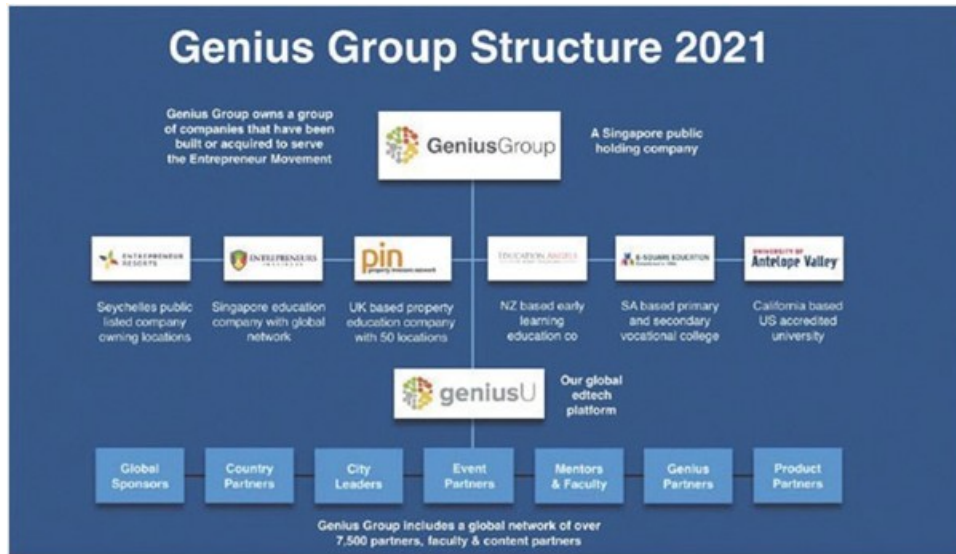 Genius Group Structure 2021
Genius Group owns a group
of companies that have been
built or acquired to serve
the Entrepreneur Movement
GeniusGroup
A Singapore public
holding company
ENTREPRENEUR
RESORTS
ENTREPRENEURS
INSTITUTE
pin
property investors network
EDUCATION ANGELS
E-SQUARE EDUCATION
UNIVERSITY OF
Antelope Valley
Seychelles public
listed company
owning locations
Singapore education
company with global
network
UK based property
education company
with 50 locations
NZ based early
learning
education co
SA based primary
and secondary
vocational college
California based
US accredited
university
geniusU
Our global
edtech
platform
Global
Sponsors
Country
Partners
City
Leaders
Event
Partners
Mentors
& Faculty
Genius
Partners
Product
Partners
Genius Group includes a global network of over
7,500 partners, faculty & content partners